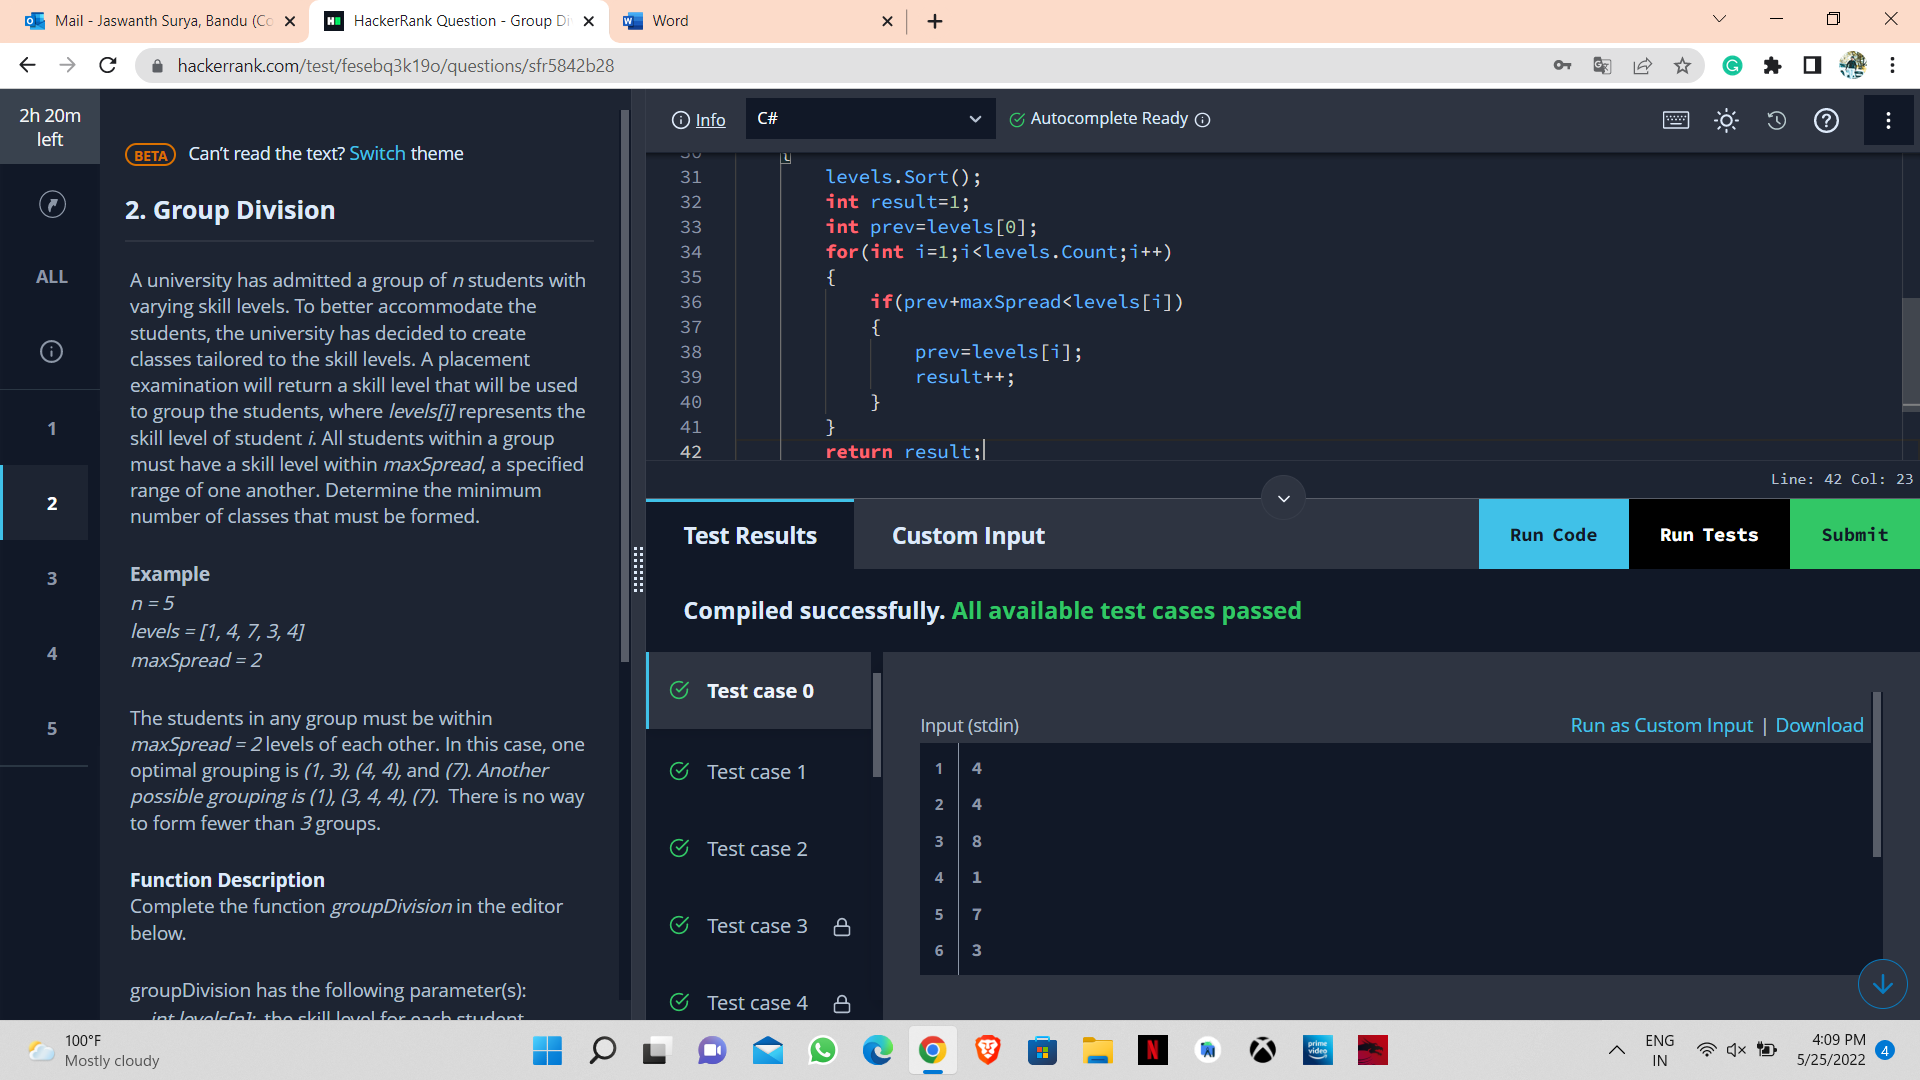 Mail - Jaswanth Surya, Bandu (Co
HackerRank Question - Group Di
Word
hackerrank.com/test/fesebq3k19o/questions/sfr5842b28
2h 20m
left
ALL
1
2
3
4
5
BETA Can't read the text? Switch theme
2. Group Division
A university has admitted a group of n students with
varying skill levels. To better accommodate the
students, the university has decided to create
classes tailored to the skill levels. A placement
examination will return a skill level that will be used
to group the students, where levels[i] represents the
skill level of student i. All students within a group
must have a skill level within maxSpread, a specified
range of one another. Determine the minimum
number of classes that must be formed.
Example
n = 5
levels = [1, 4, 7, 3, 4]
maxSpread = 2
The students in any group must be within
maxSpread = 2 levels of each other. In this case, one
optimal grouping is (1, 3), (4, 4), and (7). Another
possible grouping is (1), (3, 4, 4), (7).  There is no way
to form fewer than 3 groups.
Function Description
Complete the function groupDivision in the editor
below.
groupDivision has the following parameter(s):
int levels[n]: the skill level for each student
Info
C#
Autocomplete Ready
30 {
31 levels.Sort();
32 int result=1;
33 int prev=levels[0];
34 for(int i=1;i<levels.Count;i++)
35 {
36 if(prev+maxSpread<levels[i])
37 {
38 prev=levels[i];
39 result++;
40 }
41 }
42 return result;
Line: 42 Col: 23
Test Results
Custom Input
Run Code
Run Tests
Submit
Compiled successfully. All available test cases passed
Test case 0
Test case 1
Test case 2
Test case 3
Test case 4
Input (stdin)
Run as Custom Input | Download
1 4
2 4
3 8
4 1
5 7
6 3
100°F
Mostly cloudy
N
prime
video
ENG
IN
4:09 PM
5/25/2022
4